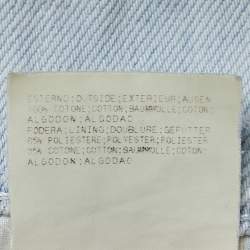 ESTERNO;OUTSIDE;EXTERIEUR;AUSEN
100% COTONE;COTTON;BAUMWOLLE;COTON;
ALGODON;ALGODAO
FODERA;LINING;DOUBLURE;GEFUTTER
65% POLIESTERE;POLYESTER;POLIESTER
35% COTONE;COTTON;BAUMWOLLE;COTON;
ALGODON;ALGODAO